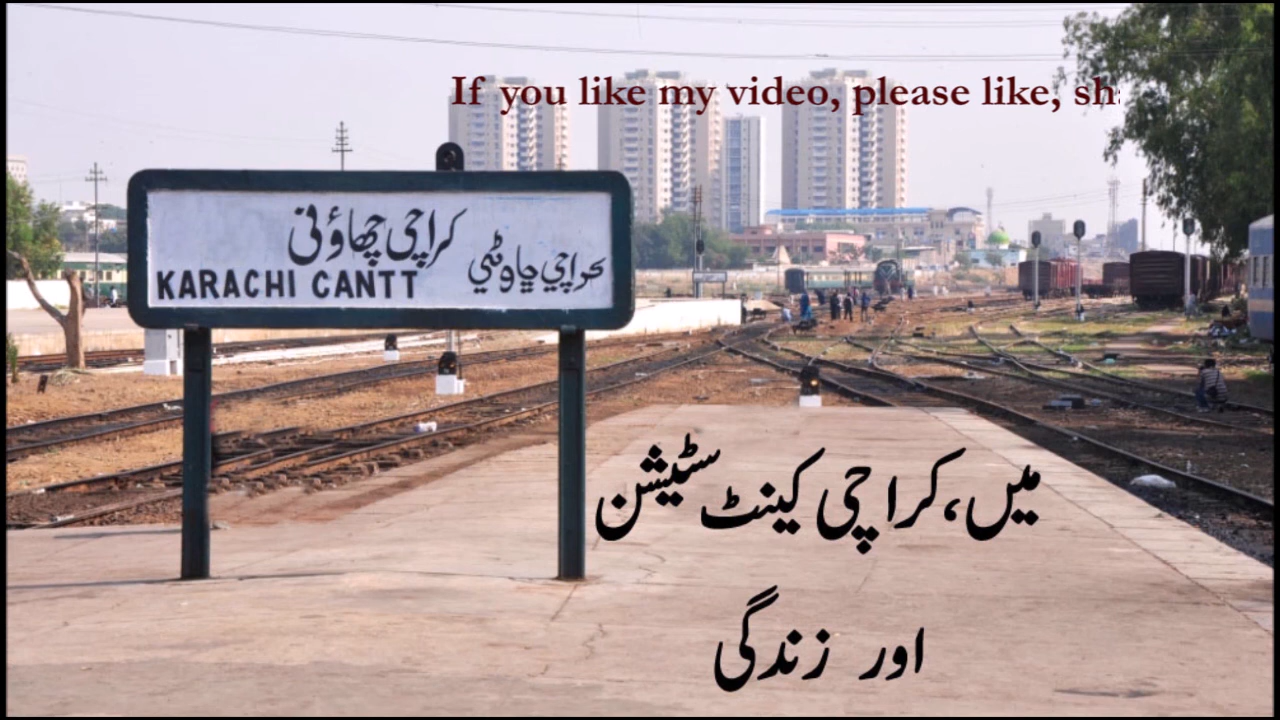 If you like my video, please like,
کراچی چھاؤنی
KARACHI CANTT
ڪراچي ڇاوڻي
میں، کراچی کینٹ سٹیشن
اور زندگی